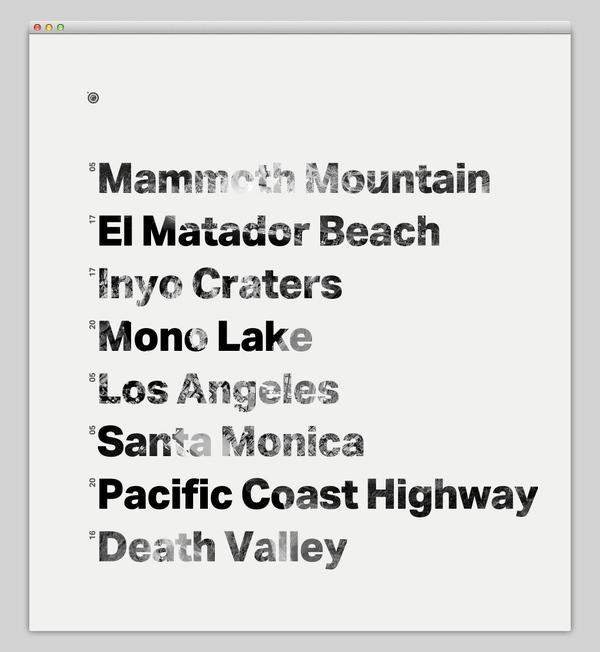 05 Mammoth Mountain
17 El Matador Beach
17 Inyo Craters
20 Mono Lake
05 Los Angeles
05 Santa Monica
20 Pacific Coast Highway
16 Death Valley